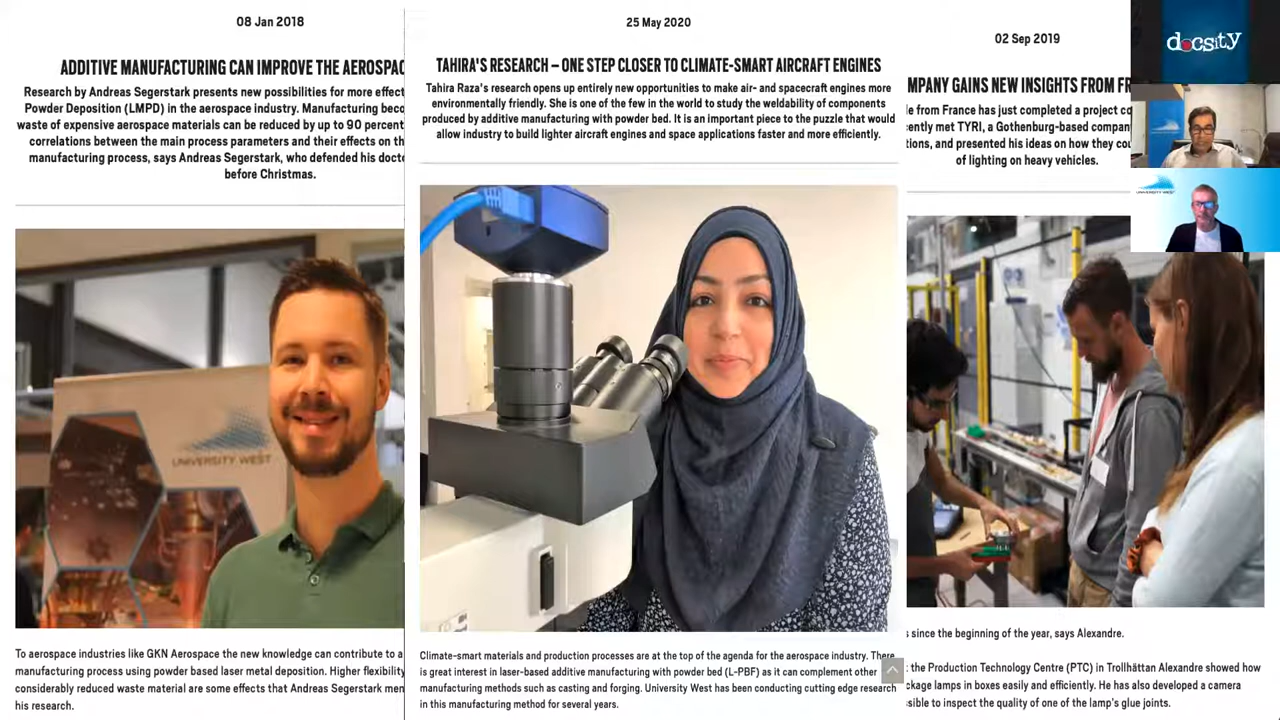 08 Jan 2018
ADDITIVE MANUFACTURING CAN IMPROVE THE AEROSPAC
Research by Andreas Segerstark presents new possibilities for more effect
Powder Deposition (LMPD) in the aerospace industry. Manufacturing beco
waste of expensive aerospace materials can be reduced by up to 90 percent
correlations between the main process parameters and their effects on th
manufacturing process, says Andreas Segerstark, who defended his docto
before Christmas.
UNIVERSITY WEST
To aerospace industries like GKN Aerospace the new knowledge can contribute to a
manufacturing process using powder based laser metal deposition. Higher flexibility
considerably reduced waste material are some effects that Andreas Segerstark men
his research.
25 May 2020
TAHIRA'S RESEARCH – ONE STEP CLOSER TO CLIMATE-SMART AIRCRAFT ENGINES
Tahira Raza's research opens up entirely new opportunities to make air- and spacecraft engines more
environmentally friendly. She is one of the few in the world to study the weldability of components
produced by additive manufacturing with powder bed. It is an important piece to the puzzle that would
allow industry to build lighter aircraft engines and space applications faster and more efficiently.
Climate-smart materials and production processes are at the top of the agenda for the aerospace industry. There
is great interest in laser-based additive manufacturing with powder bed (L-PBF) as it can complement other
manufacturing methods such as casting and forging. University West has been conducting cutting edge research
in this manufacturing method for several years.
02 Sep 2019
MPANY GAINS NEW INSIGHTS FROM FR
le from France has just completed a project co
cently met TYRI, a Gothenburg-based compan
tions, and presented his ideas on how they cou
of lighting on heavy vehicles.
s since the beginning of the year, says Alexandre.
t the Production Technology Centre (PTC) in Trollhättan Alexandre showed how
ckage lamps in boxes easily and efficiently. He has also developed a camera
ssible to inspect the quality of one of the lamp's glue joints.
docsity
UNIVERSITY WEST